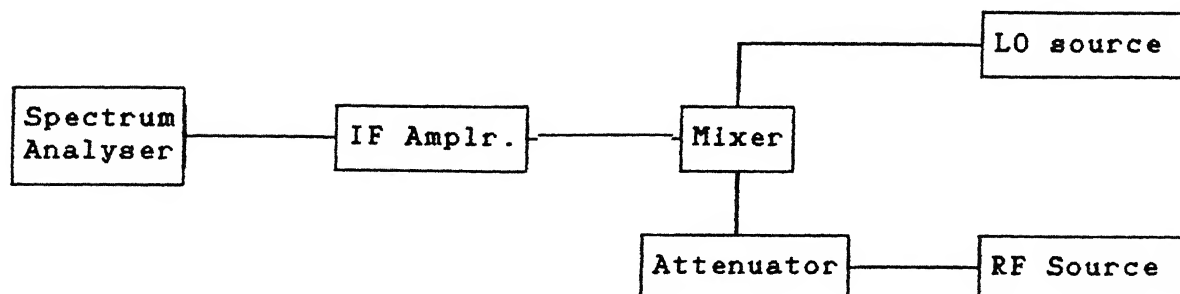 LO source
Spectrum
Analyser
IF Amplr.
Mixer
Attenuator
RF Source